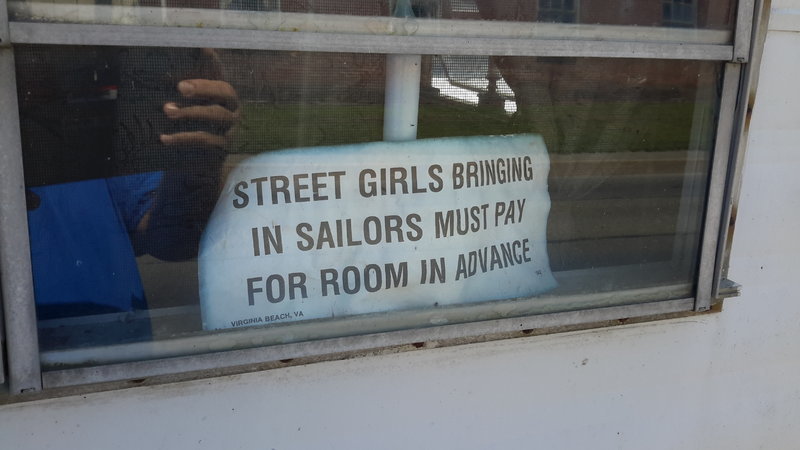 STREET GIRLS BRINGING
IN SAILORS MUST PAY
FOR ROOM IN ADVANCE
VIRGINIA BEACH, VA